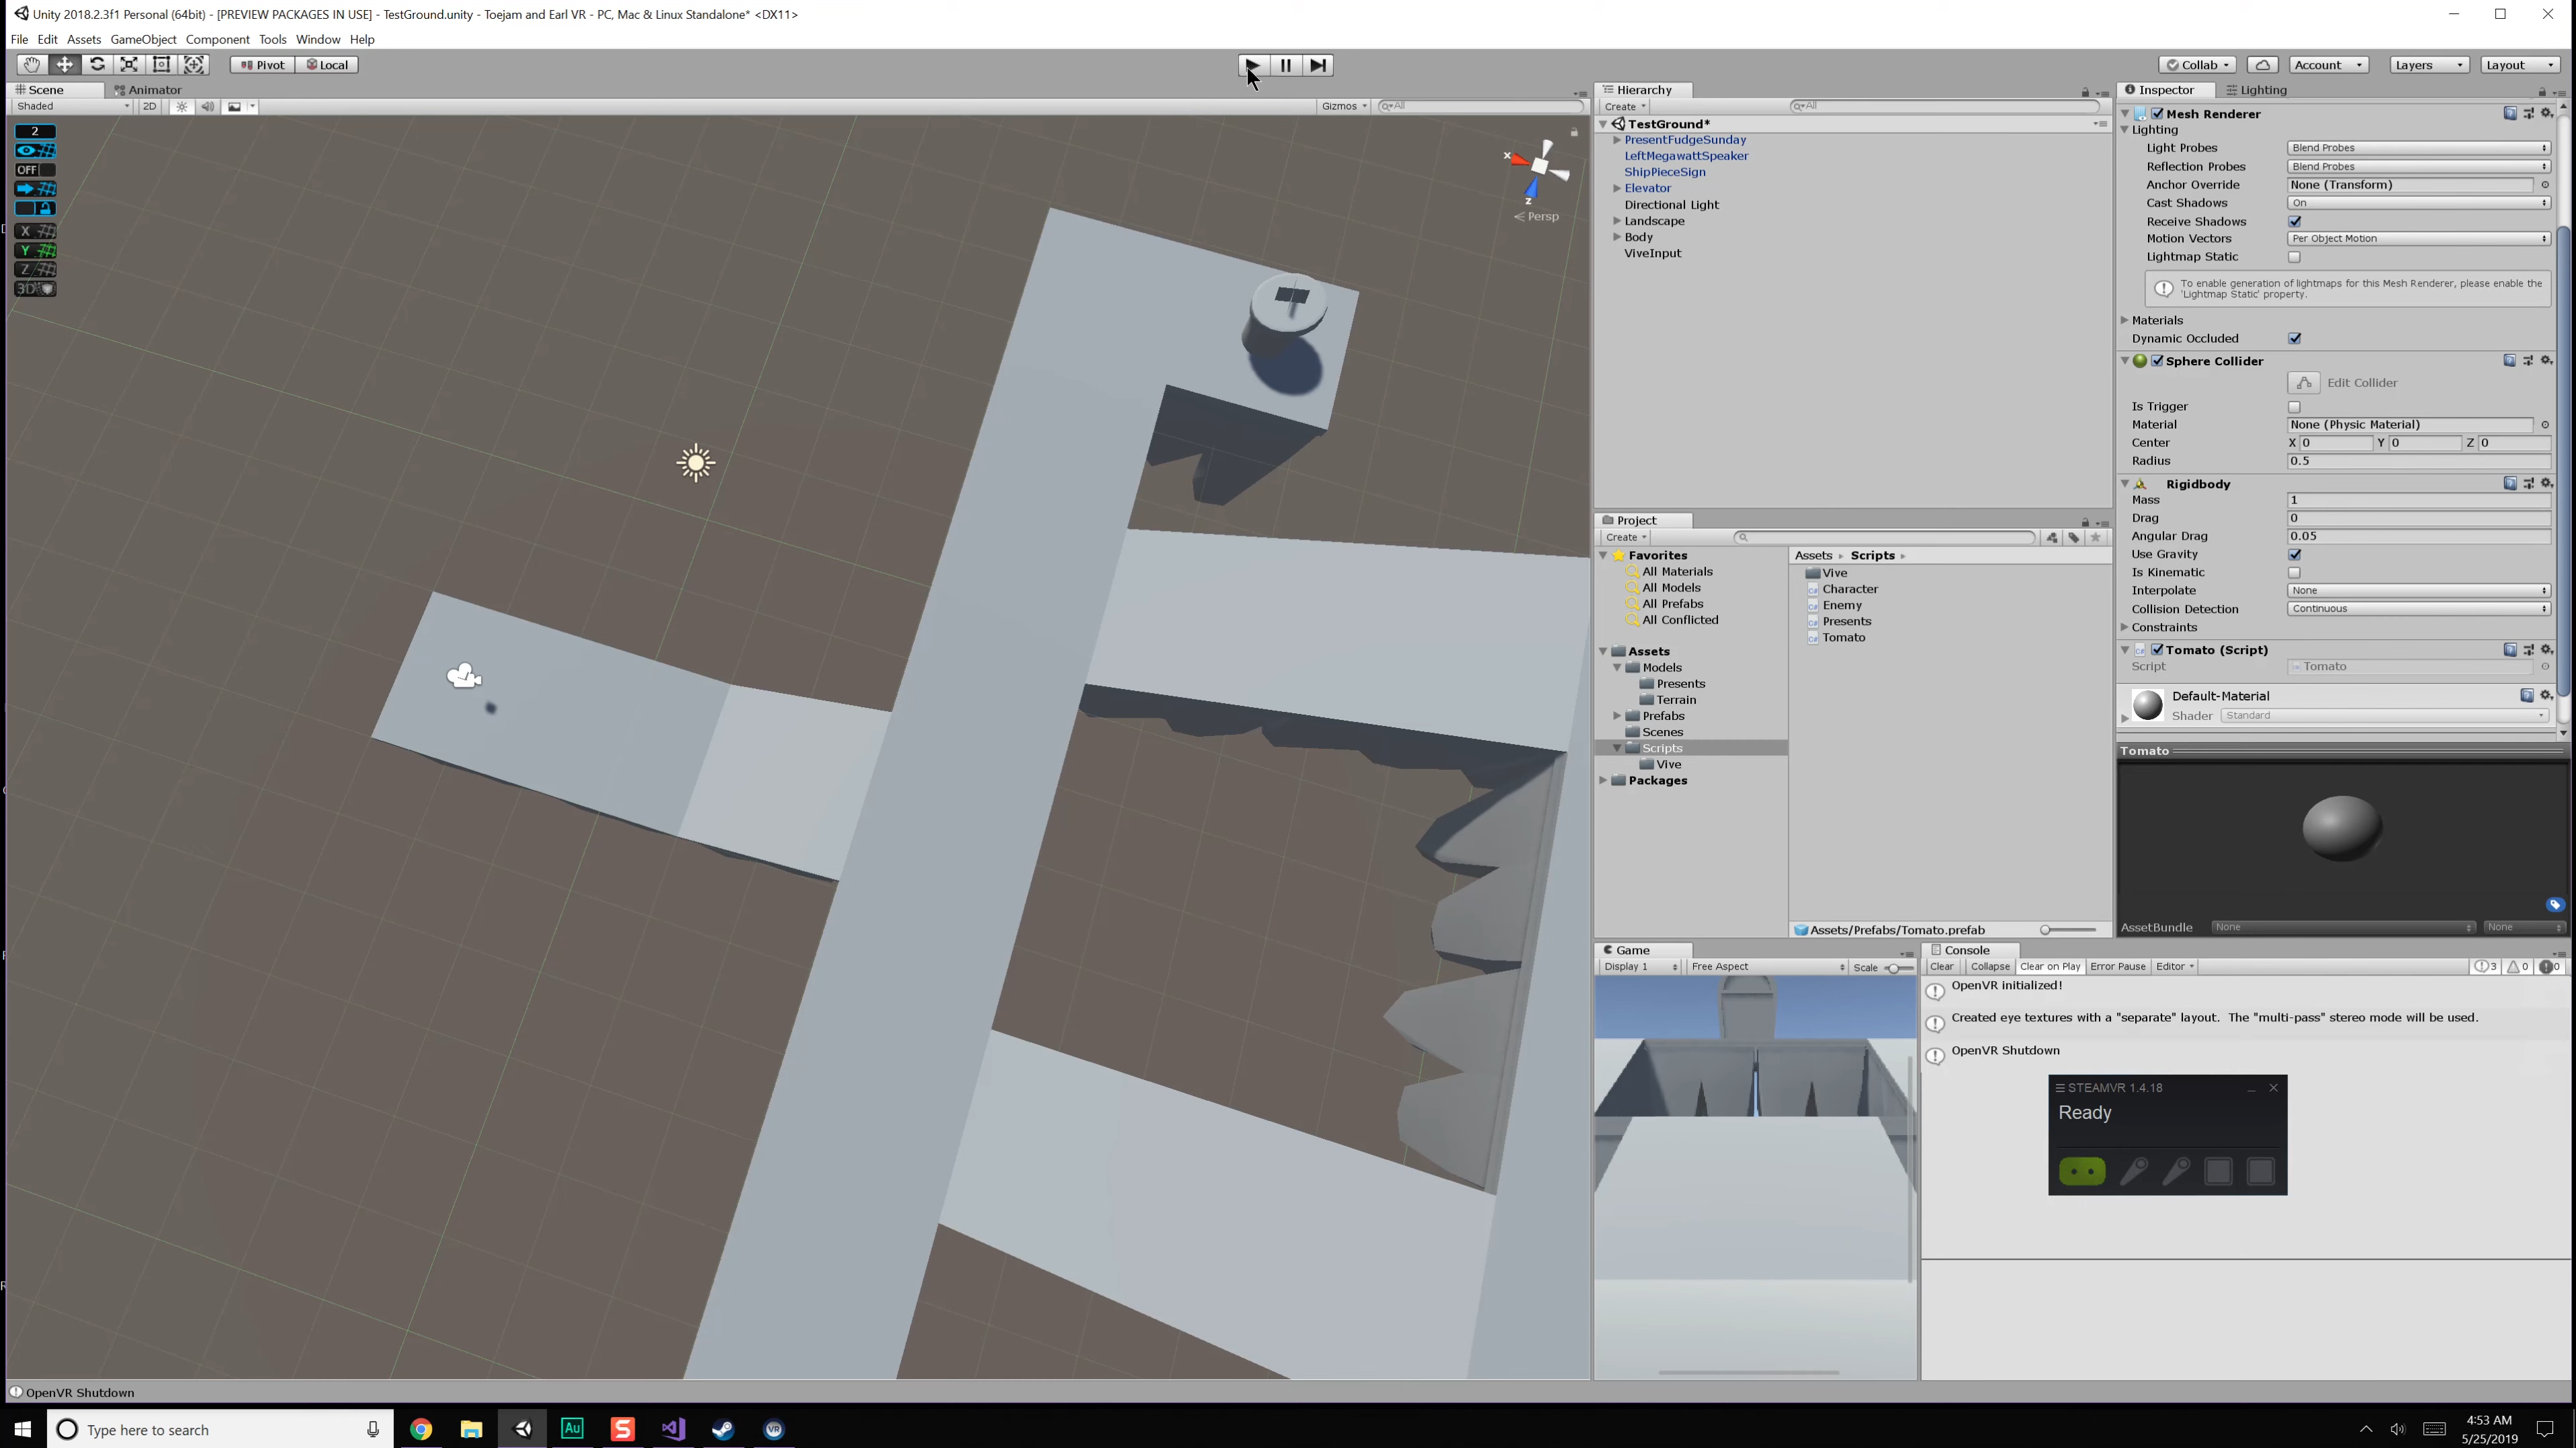 Unity 2018.2.3f1 Personal (64bit) - [PREVIEW PACKAGES IN USE] - TestGround.unity - Toejam and Earl VR - PC, Mac & Linux Standalone* <DX11>
File Edit Assets GameObject Component Tools Window Help
Pivot Local
Collab Account Layers Layout
Scene Animator
Shaded 2D Gizmos All
2
OFF
X
Y
Z
3D
x
z
Persp
Hierarchy
Create All
TestGround*
PresentFudgeSunday
LeftMegawattSpeaker
ShipPieceSign
Elevator
Directional Light
Landscape
Body
ViveInput
Project
Create
Favorites
All Materials
All Models
All Prefabs
All Conflicted
Assets
Models
Presents
Terrain
Prefabs
Scenes
Scripts
Vive
Packages
Assets Scripts
Vive
Character
Enemy
Presents
Tomato
Assets/Prefabs/Tomato.prefab
Inspector Lighting
Mesh Renderer
Lighting
Light Probes Blend Probes
Reflection Probes Blend Probes
Anchor Override None (Transform)
Cast Shadows On
Receive Shadows
Motion Vectors Per Object Motion
Lightmap Static
To enable generation of lightmaps for this Mesh Renderer, please enable the
'Lightmap Static' property.
Materials
Dynamic Occluded
Sphere Collider
Edit Collider
Is Trigger
Material None (Physic Material)
Center X 0 Y 0 Z 0
Radius 0.5
Rigidbody
Mass 1
Drag 0
Angular Drag 0.05
Use Gravity
Is Kinematic
Interpolate None
Collision Detection Continuous
Constraints
Tomato (Script)
Script Tomato
Default-Material
Shader Standard
Tomato
AssetBundle None None
Game
Display 1 Free Aspect Scale
Console
Clear Collapse Clear on Play Error Pause Editor 3 0 0
OpenVR initialized!
Created eye textures with a "separate" layout. The "multi-pass" stereo mode will be used.
OpenVR Shutdown
STEAMVR 1.4.18
Ready
OpenVR Shutdown
Type here to search
Au
S
VR
4:53 AM
5/25/2019